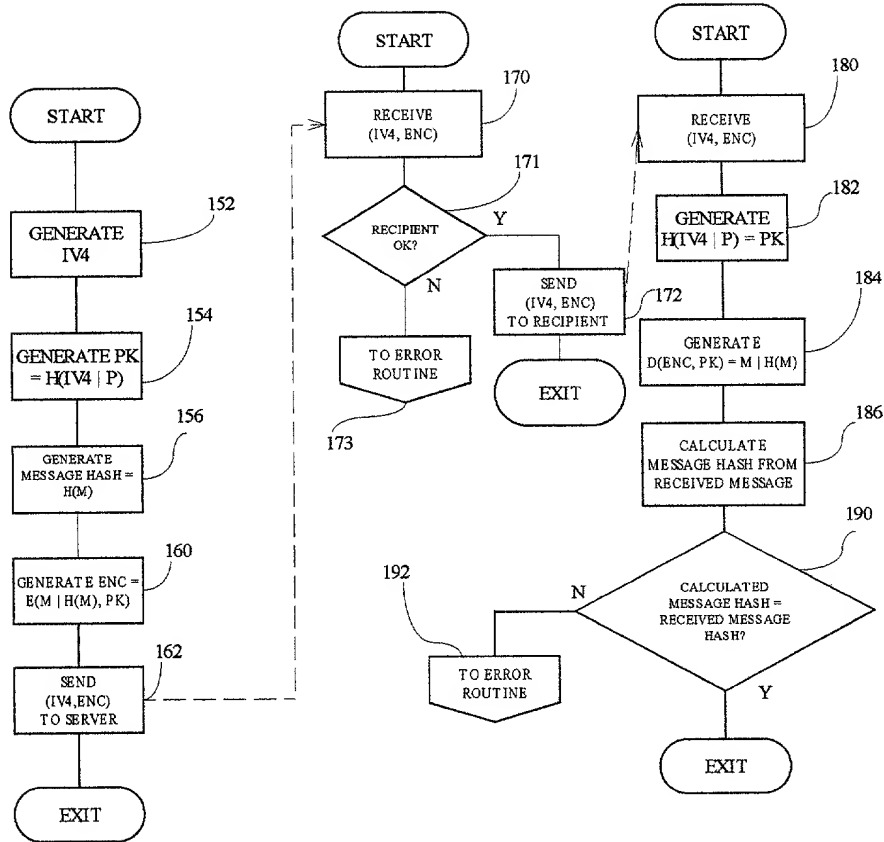 START
GENERATE
IV4
152
GENERATE PK
= H(IV4 | P)
154
GENERATE
MESSAGE HASH =
H(M)
156
GENERATE ENC =
E(M | H(M), PK)
160
SEND
(IV4,ENC)
TO SERVER
162
EXIT
START
RECEIVE
(IV4, ENC)
170
RECIPIENT
OK?
171
Y
N
TO ERROR
ROUTINE
173
SEND
(IV4, ENC)
TO RECIPIENT
172
EXIT
START
RECEIVE
(IV4, ENC)
180
GENERATE
H(IV4 | P) = PK
182
GENERATE
D(ENC, PK) = M | H(M)
184
CALCULATE
MESSAGE HASH FROM
RECEIVED MESSAGE
186
CALCULATED
MESSAGE HASH =
RECEIVED MESSAGE
HASH?
190
N
192
TO ERROR
ROUTINE
Y
EXIT